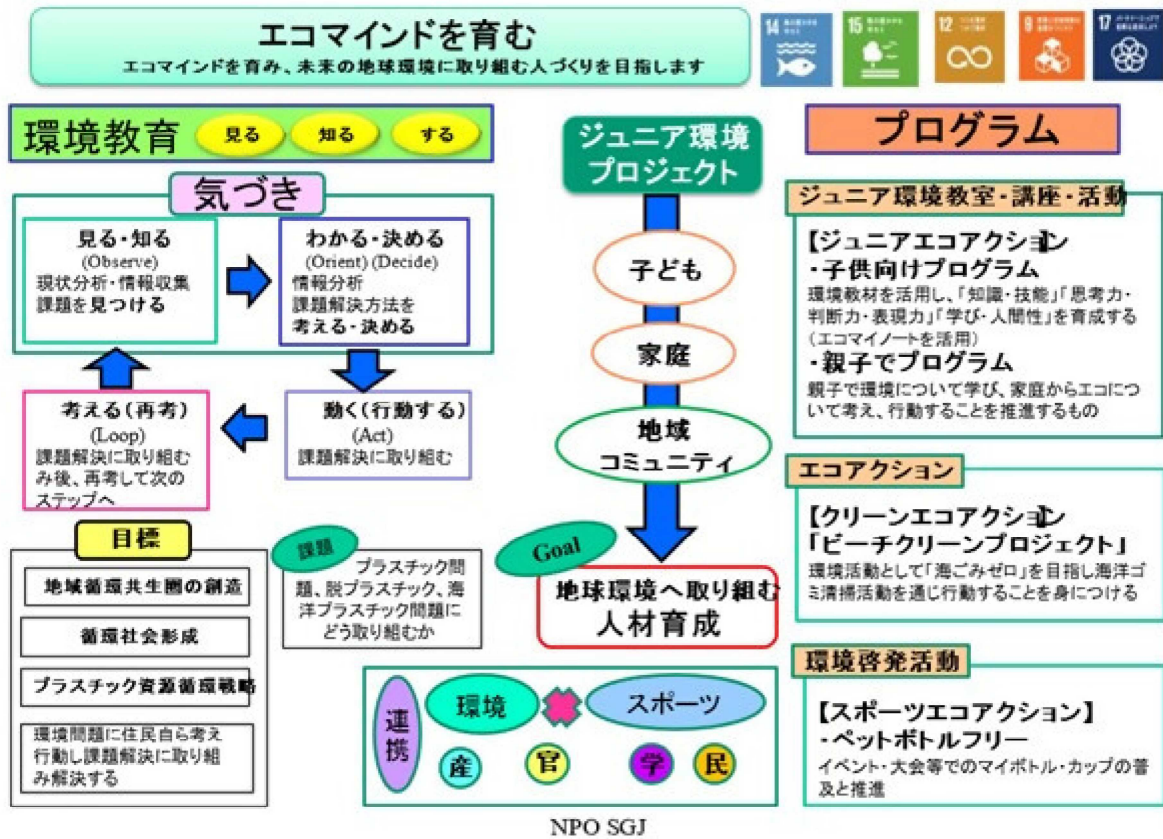 エコマインドを育む
エコマインドを育み、未来の地球環境に取り組む人づくりを目指します
14
15
12
9
17
環境教育
見る
知る
する
気づき
見る・知る
(Observe)
現状分析・情報収集
課題を見つける
わかる・決める
(Orient) (Decide)
情報分析
課題解決方法を
考える・決める
考える(再考)
(Loop)
課題解決に取り組む
み後、再考して次の
ステップへ
動く(行動する)
(Act)
課題解決に取り組む
目標
地域循環共生圏の創造
循環社会形成
プラスチック資源循環戦略
環境問題に住民自ら考え
行動し課題解決に取り組
み解決する
課題
プラスチック問
題、脱プラスチック、海
洋プラスチック問題に
どう取り組むか
ジュニア環境
プロジェクト
子ども
家庭
地域
コミュニティ
Goal
地球環境へ取り組む
人材育成
連携
環境
スポーツ
産
官
学
民
プログラム
ジュニア環境教室・講座・活動
【ジュニアエコアクション】
・子供向けプログラム
環境教材を活用し、「知識・技能」「思考力・
判断力・表現力」「学び・人間性」を育成する
(エコマイノートを活用)
・親子でプログラム
親子で環境について学び、家庭からエコにつ
いて考え、行動することを推進するもの
エコアクション
【クリーンエコアクション】
「ビーチクリーンプロジェクト」
環境活動として「海ごみゼロ」を目指し海洋ゴ
ミ清掃活動を通じ行動することを身につける
環境啓発活動
【スポーツエコアクション】
・ペットボトルフリー
イベント・大会等でのマイボトル・カップの普
及と推進
NPO SGJ